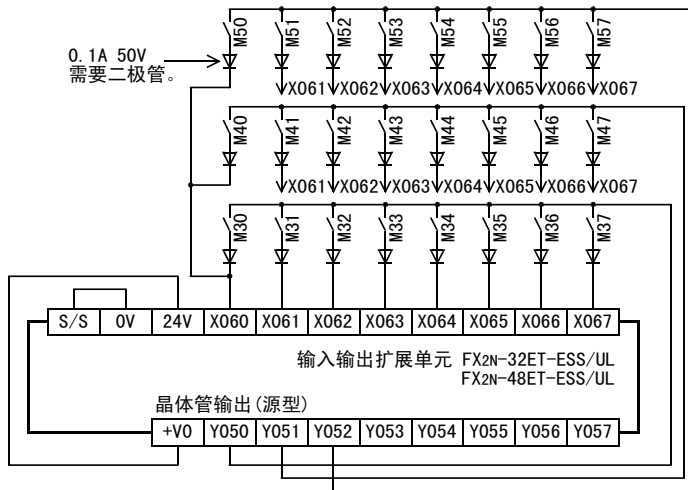 M50 M51 M52 M53 M54 M55 M56 M57
0.1A 50V
需要二极管。
X061 X062 X063 X064 X065 X066 X067
M40 M41 M42 M43 M44 M45 M46 M47
X061 X062 X063 X064 X065 X066 X067
M30 M31 M32 M33 M34 M35 M36 M37
S/S 0V 24V X060 X061 X062 X063 X064 X065 X066 X067
输入输出扩展单元 FX2N-32ET-ESS/UL
FX2N-48ET-ESS/UL
晶体管输出(源型)
+V0 Y050 Y051 Y052 Y053 Y054 Y055 Y056 Y057